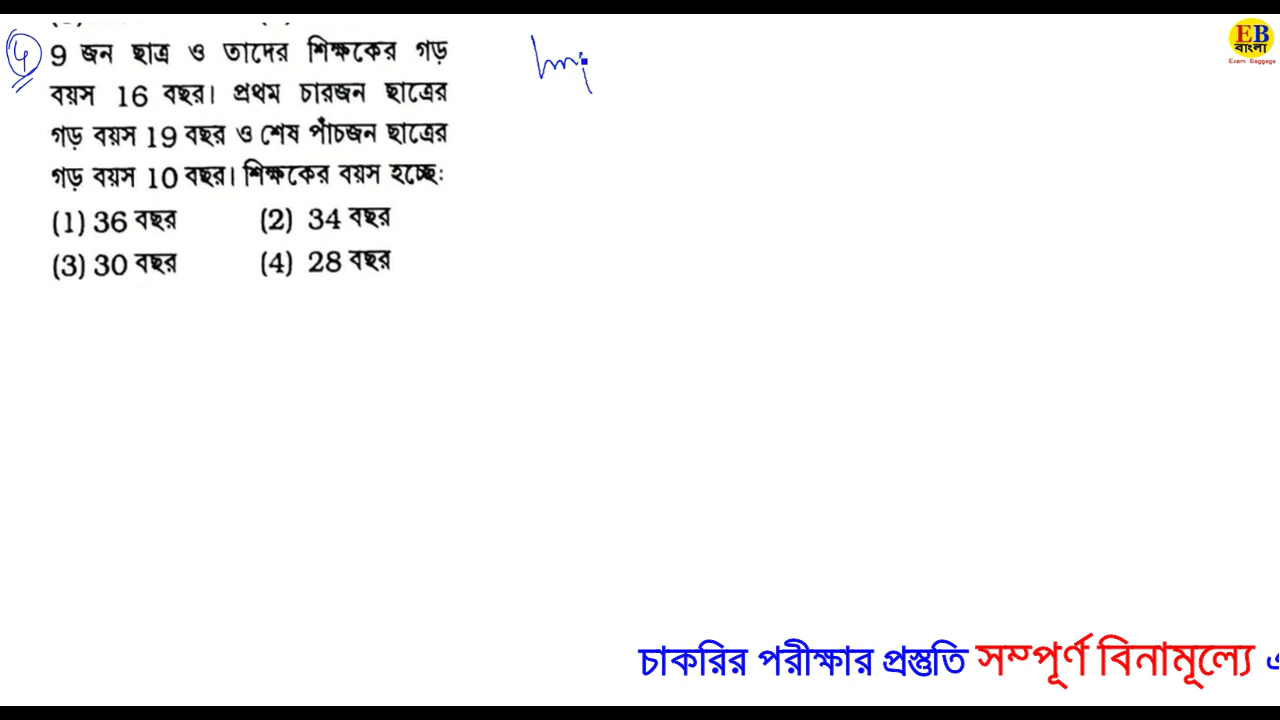 4
9 জন ছাত্র ও তাদের শিক্ষকের গড়
বয়স 16 বছর। প্রথম চারজন ছাত্রের
গড় বয়স 19 বছর ও শেষ পাঁচজন ছাত্রের
গড় বয়স 10 বছর। শিক্ষকের বয়স হচ্ছে:
(1) 36 বছর (2) 34 বছর
(3) 30 বছর (4) 28 বছর
EB
বাংলা
Exam Baggage
চাকরির পরীক্ষার প্রস্তুতি সম্পূর্ণ বিনামূল্যে